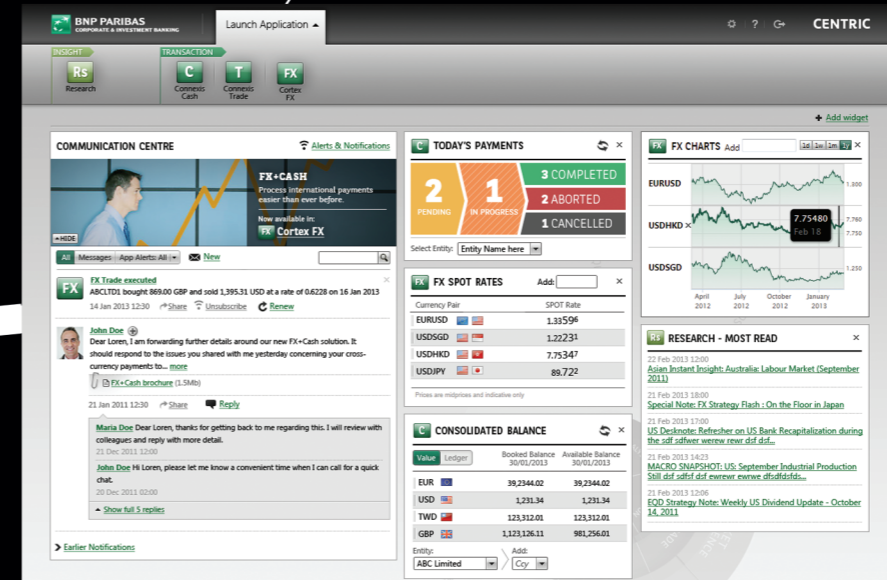 BNP PARIBAS
CORPORATE & INVESTMENT BANKING
Launch Application
?
CENTRIC
INSIGHT
TRANSACTION
Rs
Research
C
Connexis
Cash
T
Connexis
Trade
FX
Cortex
FX
+ Add widget
COMMUNICATION CENTRE
Alerts & Notifications
FX+CASH
Process international payments
easier than ever before.
Now available in:
FX Cortex FX
HIDE
All Messages App Alerts: All
New
FX
FX Trade executed
ABCLTD1 bought 869.00 GBP and sold 1,395.31 USD at a rate of 0.6228 on 16 Jan 2013
14 Jan 2013 12:30 Share Unsubscribe Renew
John Doe
Dear Loren, I am forwarding further details around our new FX+Cash solution. It
should respond to the issues you shared with me yesterday concerning your cross-
currency payments to... more
FX+Cash brochure (1.5Mb)
21 Jan 2011 12:30 Share Reply
Maria Doe Dear Loren, thanks for getting back to me regarding this. I will review with
colleagues and reply with more detail.
21 Dec 2011 12:00
John Doe Hi Loren, please let me know a convenient time when I can call for a quick
chat.
20 Dec 2011 02:00
Show full 5 replies
Earlier Notifications
C TODAY'S PAYMENTS
2
PENDING
1
IN PROGRESS
3 COMPLETED
2 ABORTED
1 CANCELLED
Select Entity: Entity Name here
FX FX SPOT RATES Add:
Currency Pair SPOT Rate
EURUSD 1.33596
USDSGD 1.22231
USDHKD 7.75347
USDJPY 89.722
Prices are midprices and indicative only
C CONSOLIDATED BALANCE
Value Ledger
Booked Balance
30/01/2013
Available Balance
30/01/2013
EUR 39,2344.02 39,2344.02
USD 1,231.34 1,231.34
TWD 123,312.01 123,312.01
GBP 1,123,126.11 981,256.01
Entity: Add:
ABC Limited Ccy
FX FX CHARTS Add 1d 1w 1m 1y
EURUSD
1.300
USDHKD
7.75480
Feb 18
7.760
7.750
USDSGD
1.250
April
2012
July
2012
October
2012
January
2013
Rs RESEARCH - MOST READ
22 Feb 2013 12:00
Asian Instant Insight: Australia: Labour Market (September
2011)
21 Feb 2013 18:00
Special Note: FX Strategy Flash : On the Floor in Japan
21 Feb 2013 17:00
US Desknote: Refresher on US Bank Recapitalization during
the sdf sdfwer werew rewr dsf dsf...
21 Feb 2013 14:23
MACRO SNAPSHOT: US: September Industrial Production
Still dsf sdfsf dsf ewrewr ewrwe dfsdfdsfds...
21 Feb 2013 12:06
EQD Strategy Note: Weekly US Dividend Update - October
14, 2011